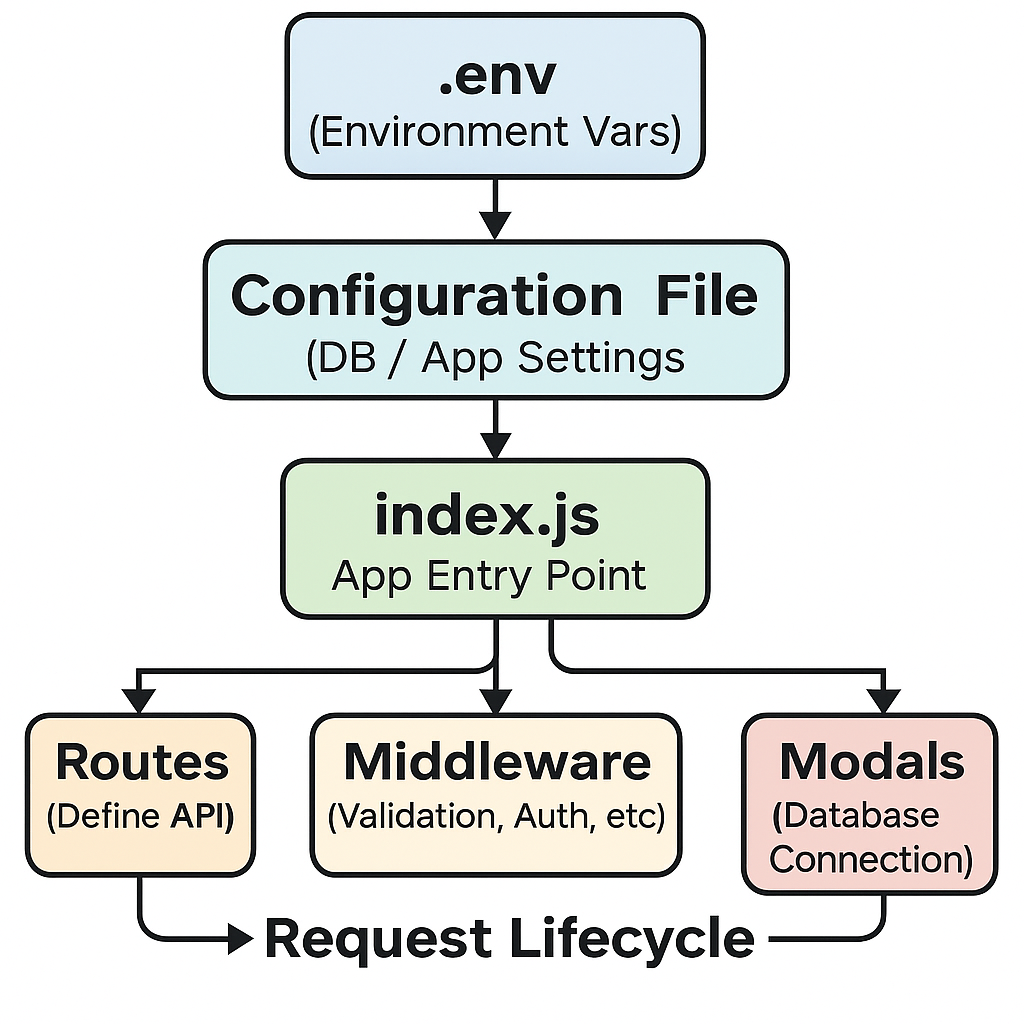 .env
(Environment Vars)
Configuration File
(DB / App Settings
index.js
App Entry Point
Routes
(Define API)
Middleware
(Validation, Auth, etc)
Modals
(Database
Connection)
Request Lifecycle